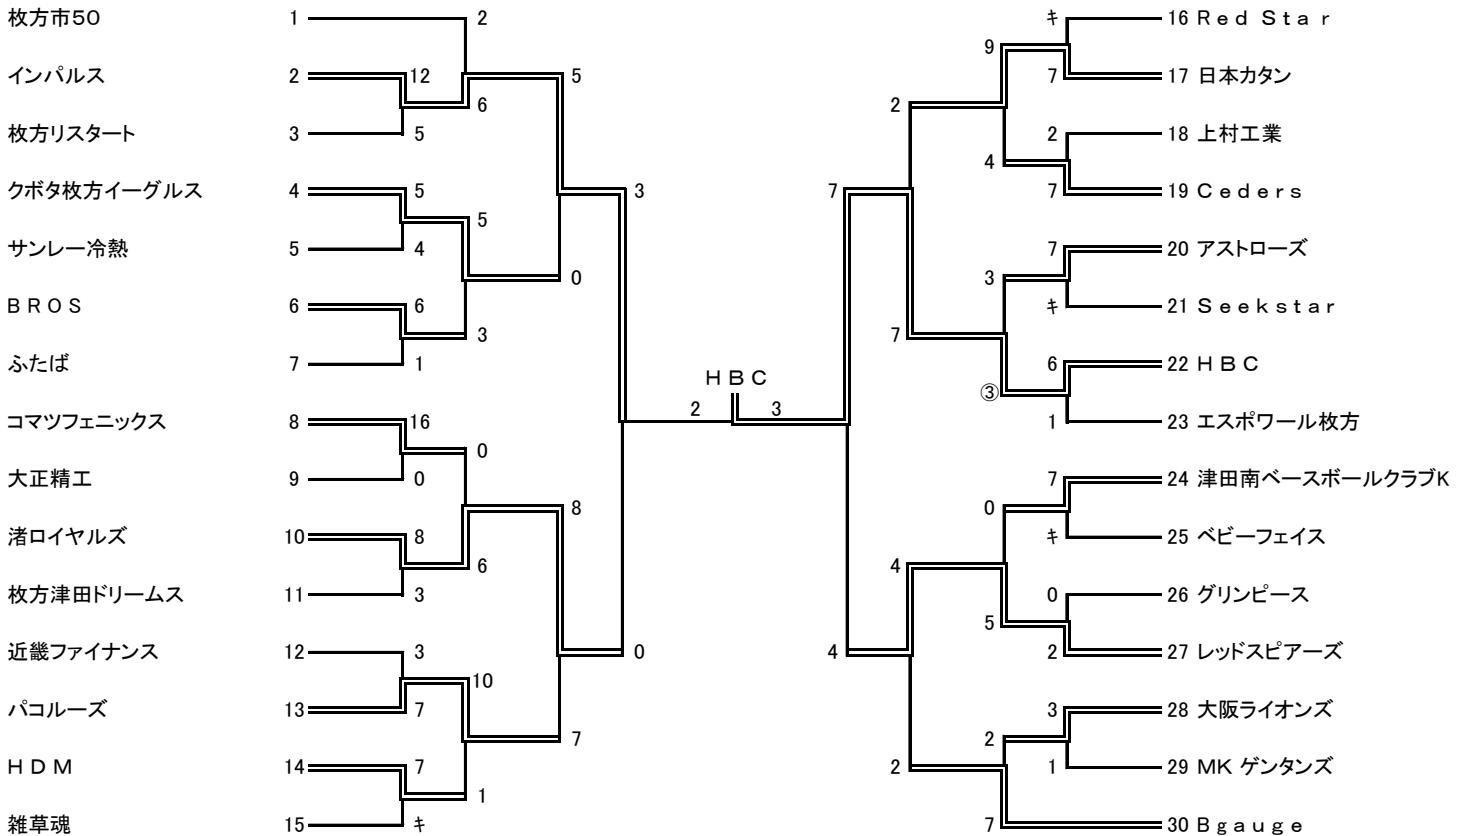 枚方市50 1 2
インパルス 2 12
6
5
枚方リスタート 3 5
クボタ枚方イーグルス 4 5
5
サンレー冷熱 5 4
0
3
BROS 6 6
3
ふたば 7 1
コマツフェニックス 8 16
0
大正精工 9 0
8
渚ロイヤルズ 10 8
6
枚方津田ドリームス 11 3
0
近畿ファイナンス 12 3
10
パコルーズ 13 7
7
HDM 14 7
1
雑草魂 15 キ
HBC
2 3
キ 16 Red Star
9
7 17 日本カタン
2
2 18 上村工業
4
7 19 Ceders
7
7 20 アストローズ
3
キ 21 Seekstar
7
6 22 HBC
③
1 23 エスポワール枚方
7 24 津田南ベースボールクラブK
0
キ 25 ベビーフェイス
4
0 26 グリンピース
5
2 27 レッドスピアーズ
4
3 28 大阪ライオンズ
2
1 29 MK ゲンタンズ
2
7 30 Bgauge